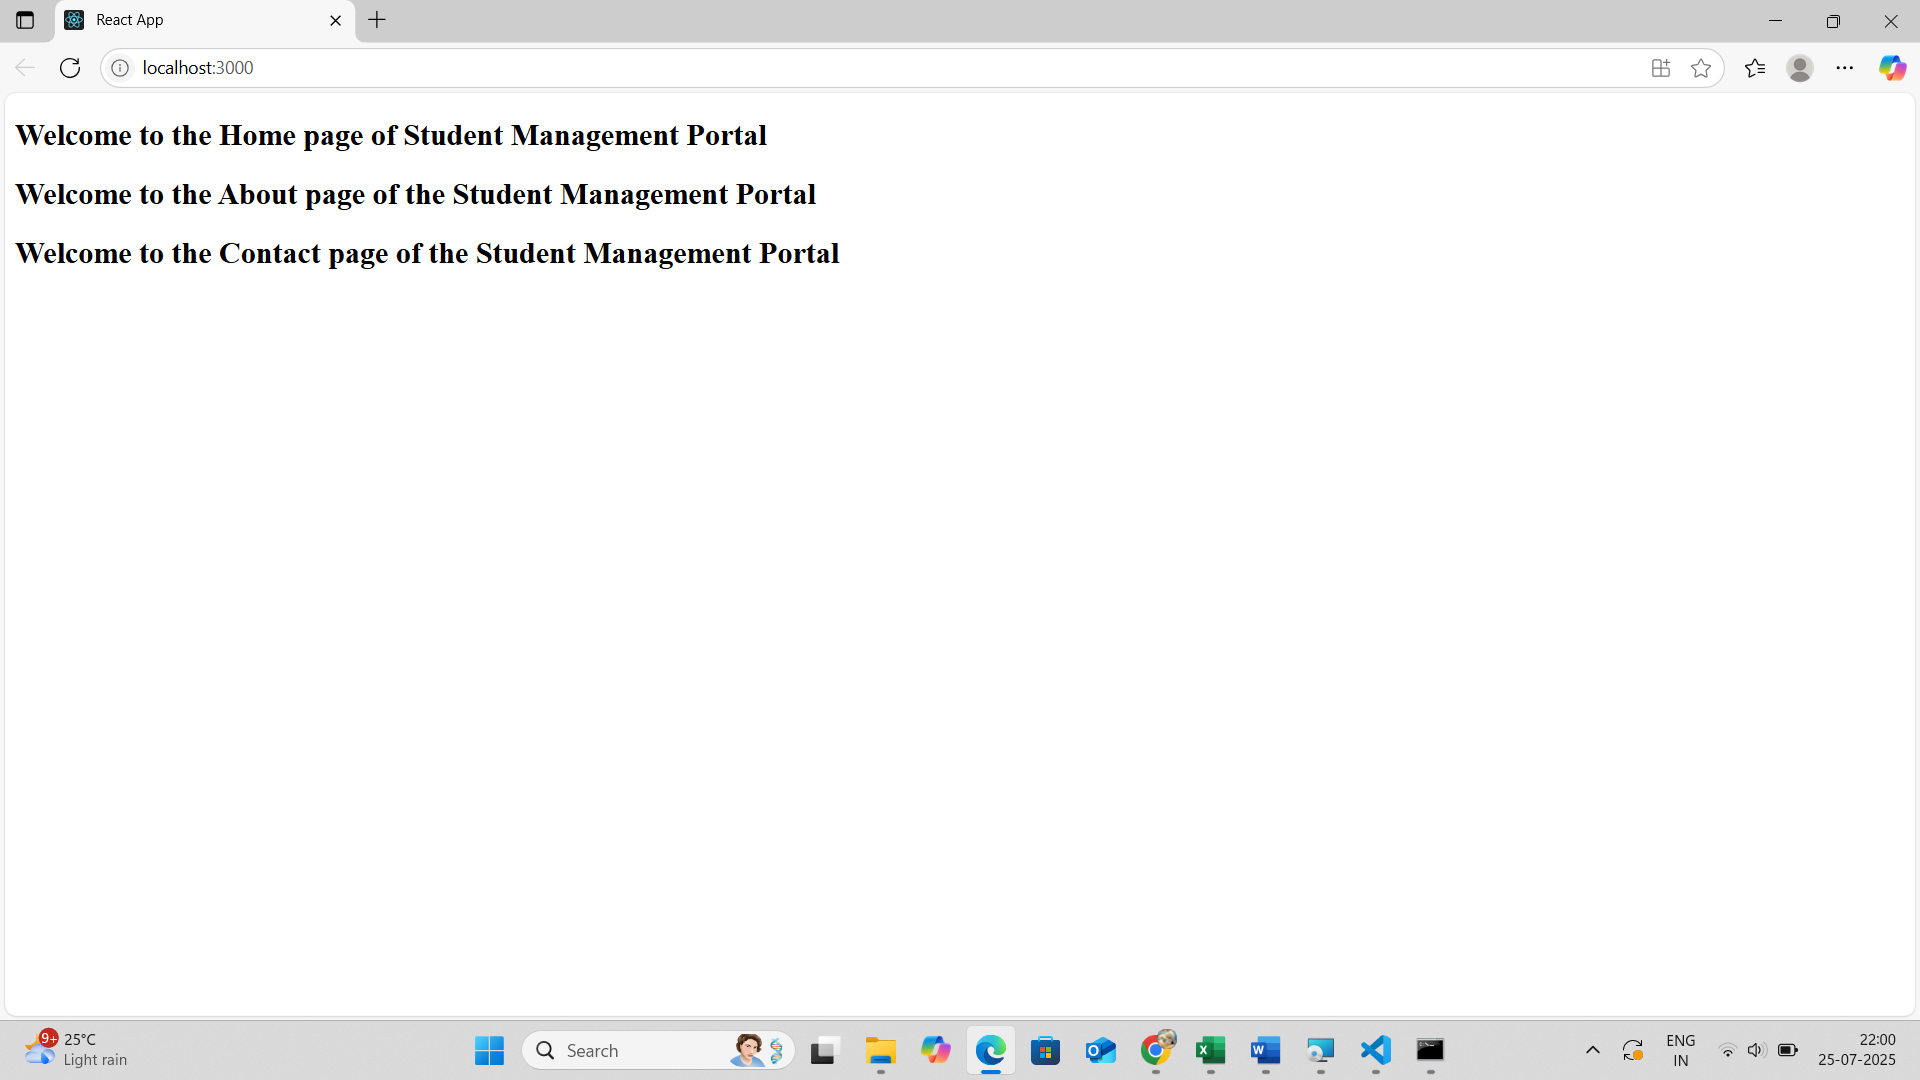 React App
localhost:3000
Welcome to the Home page of Student Management Portal
Welcome to the About page of the Student Management Portal
Welcome to the Contact page of the Student Management Portal
9+
25°C
Light rain
Search
ENG
IN
22:00
25-07-2025